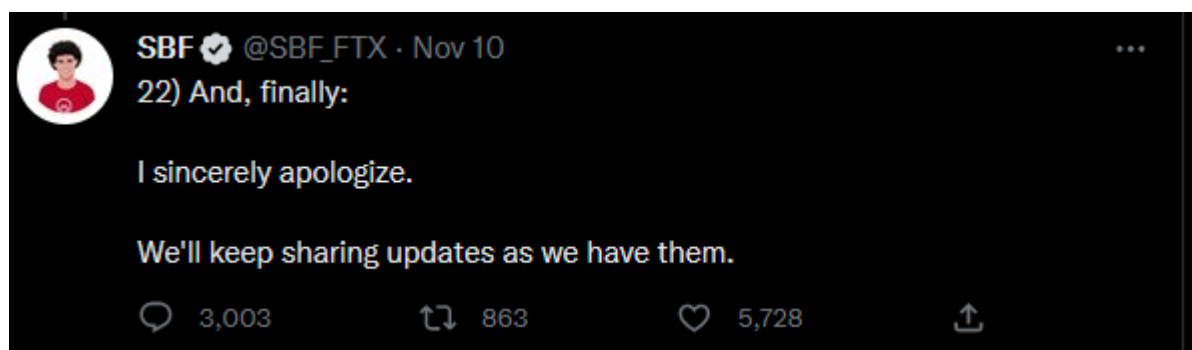 SBF @SBF_FTX · Nov 10
22) And, finally:
I sincerely apologize.
We'll keep sharing updates as we have them.
3,003 863 5,728